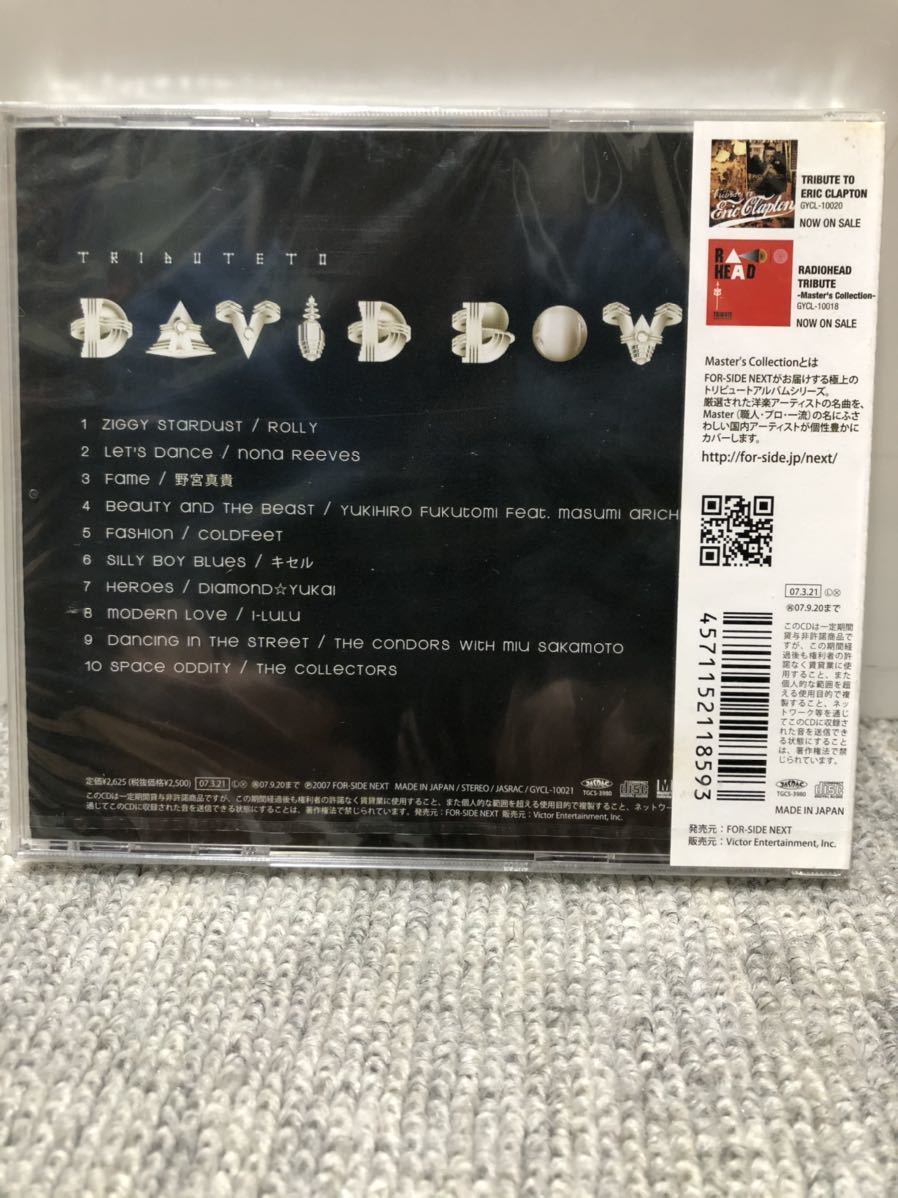 TRIBUTE TO
DAVID BOW
1 ZIGGY STARDUST / ROLLY
2 LET'S DANCE / NONA REEVES
3 FAME / 野宮真貴
4 BEAUTY AND THE BEAST / YUKIHIRO FUKUTOMI FEAT. MASUMI ARICH
5 FASHION / COLDFEET
6 SILLY BOY BLUES / キセル
7 HEROES / DIAMOND☆YUKAI
8 MODERN LOVE / I-LULU
9 DANCING IN THE STREET / THE CONDORS WITH MIU SAKAMOTO
10 SPACE ODDITY / THE COLLECTORS
定価¥2,625 (税抜価格¥2,500) 07.3.21 Ⓛ Ⓧ ㋹07.9.20まで Ⓟ2007 FOR-SIDE NEXT MADE IN JAPAN / STEREO / JASRAC / GYCL-10021
このCDは一定期間貸与非許諾商品ですが、この期間経過後も権利者の許諾なく賃貸業に使用すること、また個人的な範囲を超える使用目的で複製すること、ネットワー
通じてこのCDに収録された音を送信できる状態にすることは、著作権法で禁じられています。発売元：FOR-SIDE NEXT 販売元：Victor Entertainment, Inc.
TGCS-3980
TRIBUTE TO
ERIC CLAPTON
GYCL-10020
NOW ON SALE
Eric Clapton
RADIOHEAD
TRIBUTE
-Master's Collection-
GYCL-10018
NOW ON SALE
RA
HEAD
TRIBUTE
Master's Collectionとは
FOR-SIDE NEXTがお届けする極上の
トリビュートアルバムシリーズ。
厳選された洋楽アーティストの名曲を、
Master（職人・プロ・一流）の名にふさ
わしい国内アーティストが個性豊かに
カバーします。
http://for-side.jp/next/
07.3.21 Ⓛ Ⓧ
㋹07.9.20まで
このCDは一定期間
貸与非許諾商品で
すが、この期間経
過後も権利者の許
諾なく賃貸業に使
用すること、また
個人的な範囲を超
える使用目的で複
製すること、ネッ
トワーク等を通じ
てこのCDに収録さ
れた音を送信でき
る状態にすること
は、著作権法で禁
じられています。
4571152118593
TGCS-3980
MADE IN JAPAN
発売元：FOR-SIDE NEXT
販売元：Victor Entertainment, Inc.